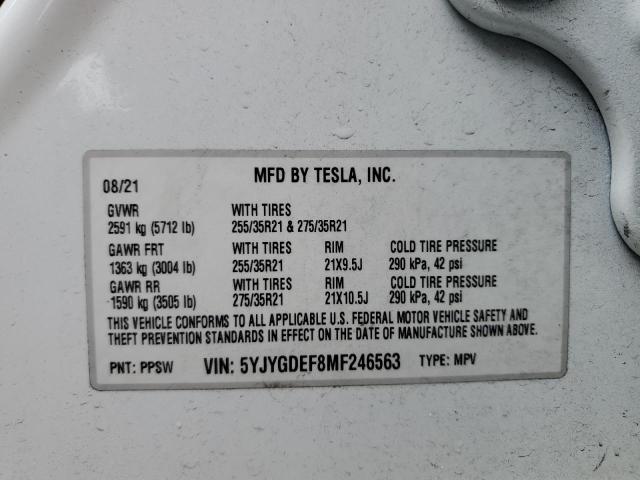 MFD BY TESLA, INC.
08/21
GVWR WITH TIRES
2591 kg (5712 lb) 255/35R21 & 275/35R21
GAWR FRT WITH TIRES RIM COLD TIRE PRESSURE
1363 kg (3004 lb) 255/35R21 21X9.5J 290 kPa, 42 psi
GAWR RR WITH TIRES RIM COLD TIRE PRESSURE
1590 kg (3505 lb) 275/35R21 21X10.5J 290 kPa, 42 psi
THIS VEHICLE CONFORMS TO ALL APPLICABLE U.S. FEDERAL MOTOR VEHICLE SAFETY AND
THEFT PREVENTION STANDARDS IN EFFECT ON THE DATE OF MANUFACTURE SHOWN ABOVE.
PNT: PPSW VIN: 5YJYGDEF8MF246563 TYPE: MPV